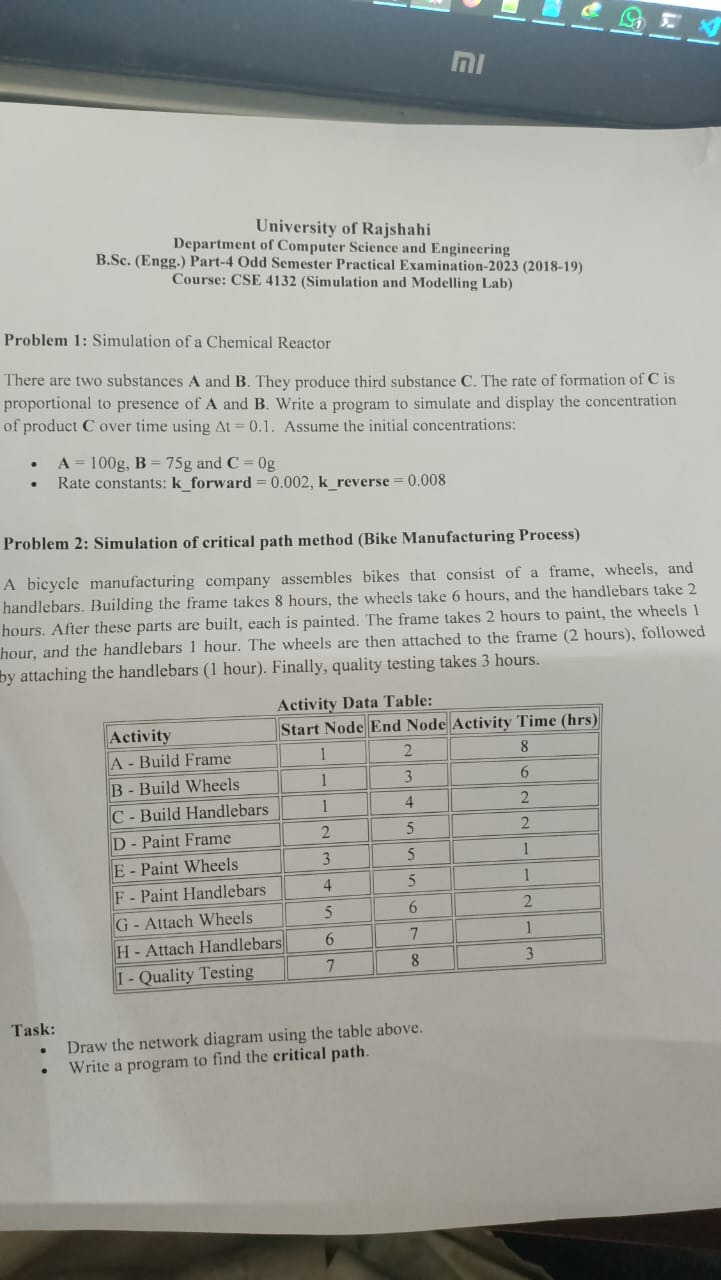 mi
University of Rajshahi
Department of Computer Science and Engineering
B.Sc. (Engg.) Part-4 Odd Semester Practical Examination-2023 (2018-19)
Course: CSE 4132 (Simulation and Modelling Lab)
Problem 1: Simulation of a Chemical Reactor
There are two substances A and B. They produce third substance C. The rate of formation of C is
proportional to presence of A and B. Write a program to simulate and display the concentration
of product C over time using Δt = 0.1. Assume the initial concentrations:
• A = 100g, B = 75g and C = 0g
• Rate constants: k_forward = 0.002, k_reverse = 0.008
Problem 2: Simulation of critical path method (Bike Manufacturing Process)
A bicycle manufacturing company assembles bikes that consist of a frame, wheels, and
handlebars. Building the frame takes 8 hours, the wheels take 6 hours, and the handlebars take 2
hours. After these parts are built, each is painted. The frame takes 2 hours to paint, the wheels 1
hour, and the handlebars 1 hour. The wheels are then attached to the frame (2 hours), followed
by attaching the handlebars (1 hour). Finally, quality testing takes 3 hours.
Activity Data Table:
Activity Start Node End Node Activity Time (hrs)
A - Build Frame 1 2 8
B - Build Wheels 1 3 6
C - Build Handlebars 1 4 2
D - Paint Frame 2 5 2
E - Paint Wheels 3 5 1
F - Paint Handlebars 4 5 1
G - Attach Wheels 5 6 2
H - Attach Handlebars 6 7 1
I - Quality Testing 7 8 3
Task:
• Draw the network diagram using the table above.
• Write a program to find the critical path.